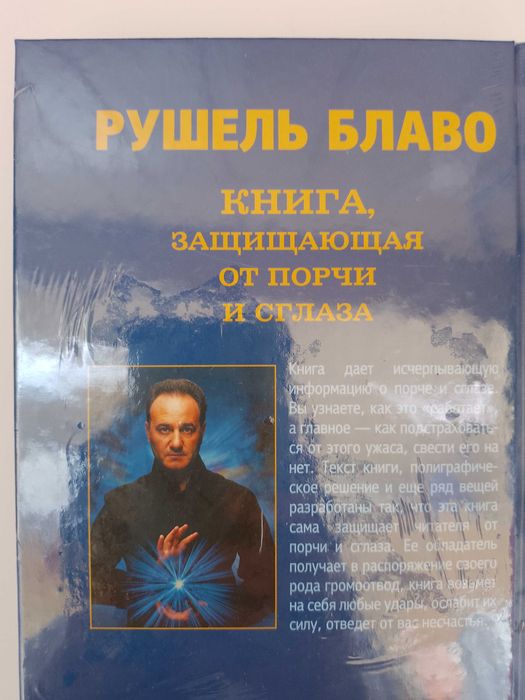 РУШЕЛЬ БЛАВО
КНИГА,
ЗАЩИЩАЮЩАЯ
ОТ ПОРЧИ
И СГЛАЗА
Книга дает исчерпывающую
информацию о порче и сглазе.
Вы узнаете, как это «работает»,
а главное — как подстраховать-
ся от этого ужаса, свести его на
нет. Текст книги, полиграфиче-
ское решение и еще ряд вещей
разработаны так, что эта книга
сама защищает читателя от
порчи и сглаза. Ее обладатель
получает в распоряжение своего
рода громоотвод, книга возьмет
на себя любые удары, ослабит их
силу, отведет от вас несчастья.